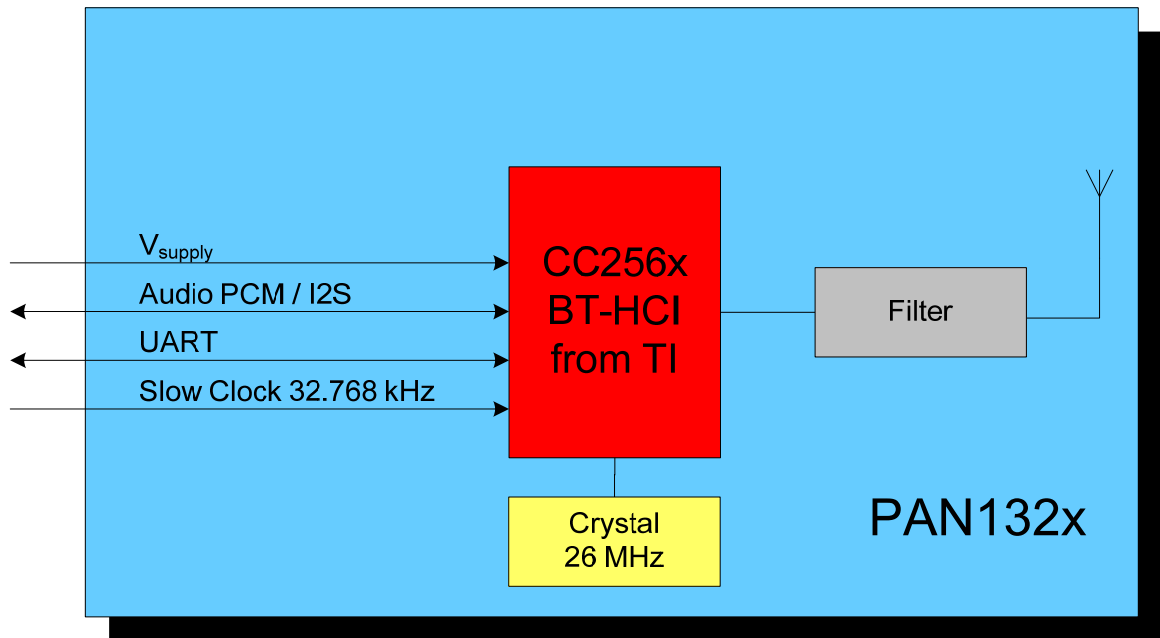 Vsupply
Audio PCM / I2S
UART
Slow Clock 32.768 kHz
CC256x
BT-HCI
from TI
Filter
Crystal
26 MHz
PAN132x